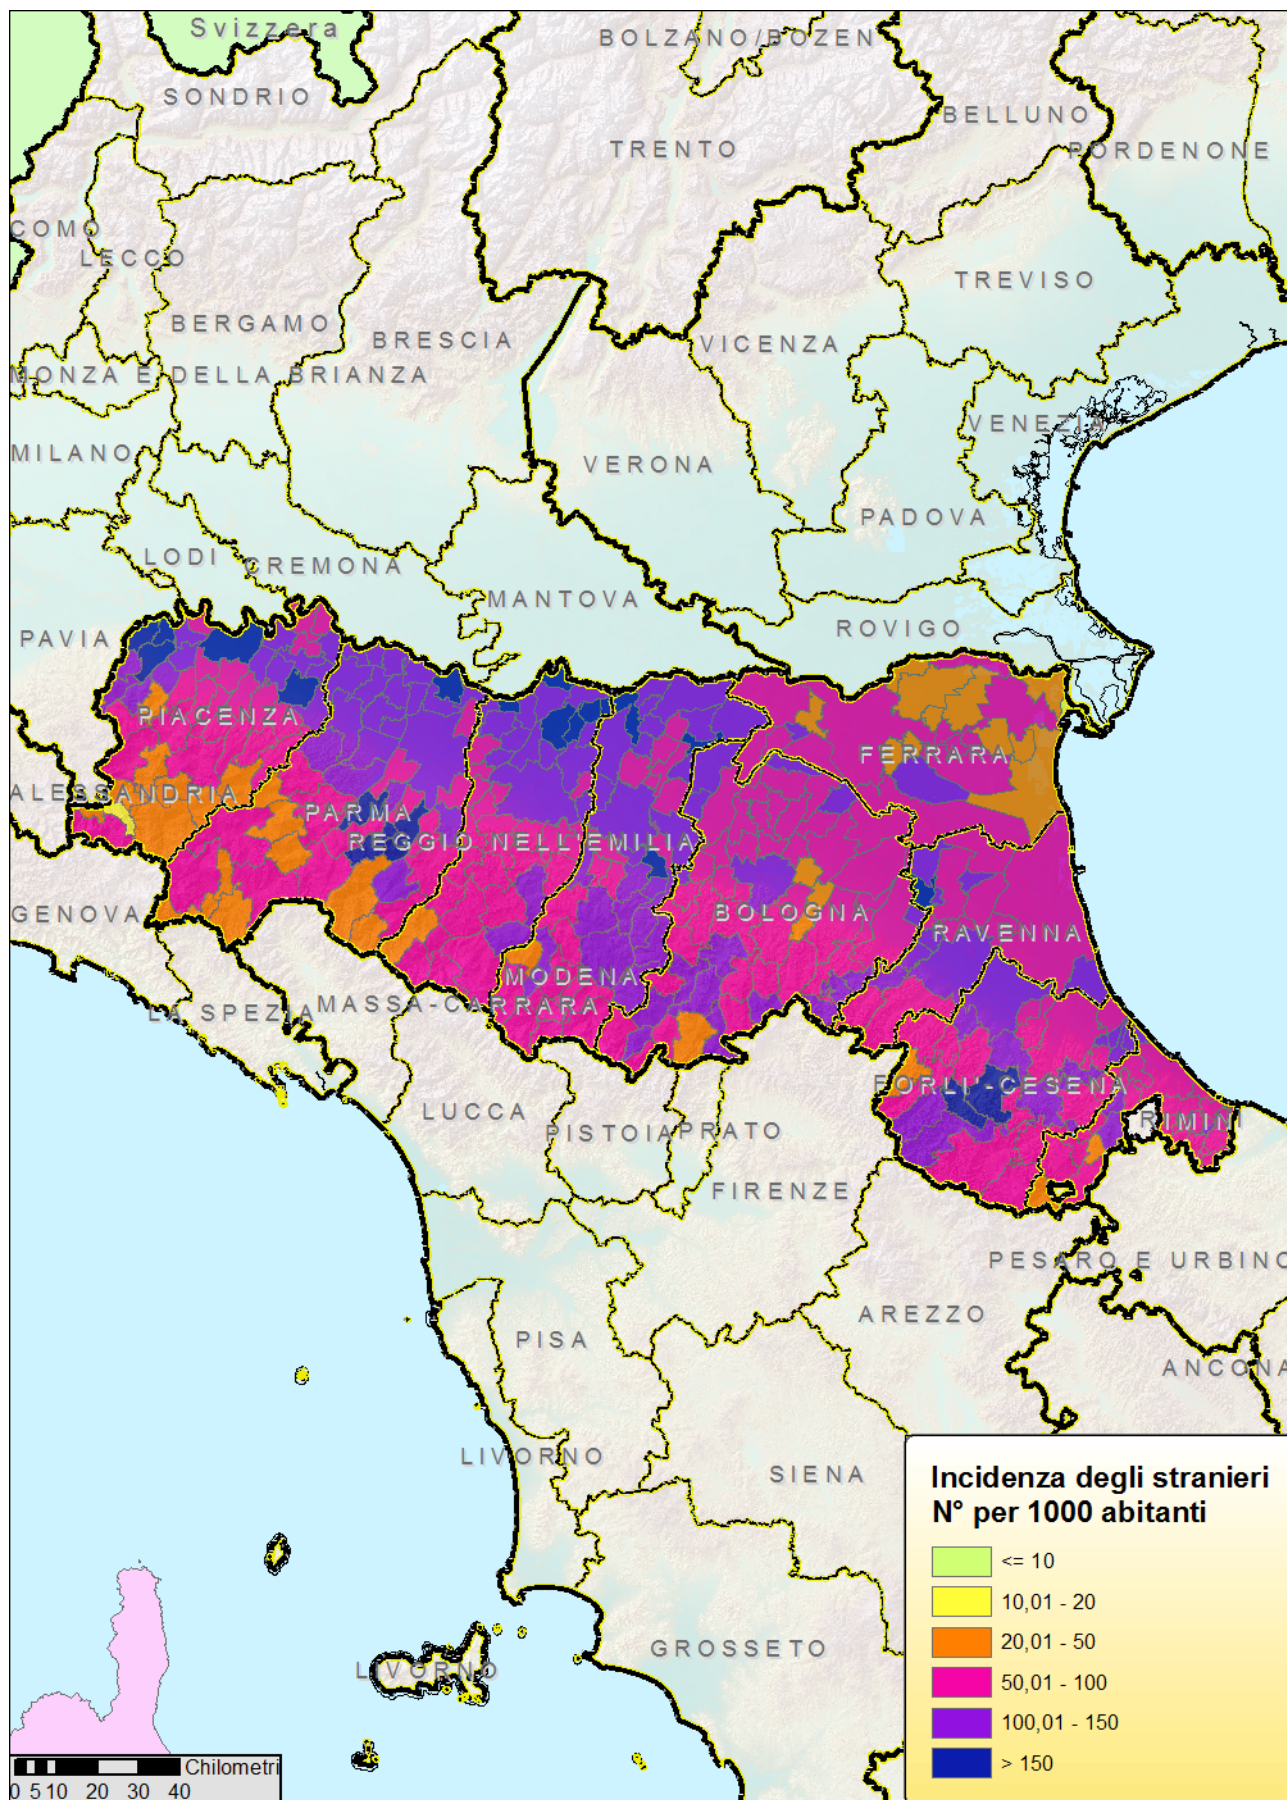 Svizzera
BOLZANO/BOZEN
SONDRIO
BELLUNO
TRENTO
PORDENONE
COMO
LECCO
TREVISO
BERGAMO
BRESCIA
VICENZA
MONZA E DELLA BRIANZA
VENEZIA
MILANO
VERONA
PADOVA
LODI
CREMONA
MANTOVA
PAVIA
ROVIGO
PIACENZA
FERRARA
ALESSANDRIA
PARMA
REGGIO NELL'EMILIA
GENOVA
BOLOGNA
RAVENNA
MODENA
LA SPEZIA
MASSA-CARRARA
FORLI'-CESENA
LUCCA
RIMINI
PISTOIA
PRATO
FIRENZE
PESARO E URBINO
AREZZO
PISA
ANCONA
LIVORNO
SIENA
GROSSETO
LIVORNO
Incidenza degli stranieri
N° per 1000 abitanti
<= 10
10,01 - 20
20,01 - 50
50,01 - 100
100,01 - 150
> 150
Chilometri
0 5 10 20 30 40